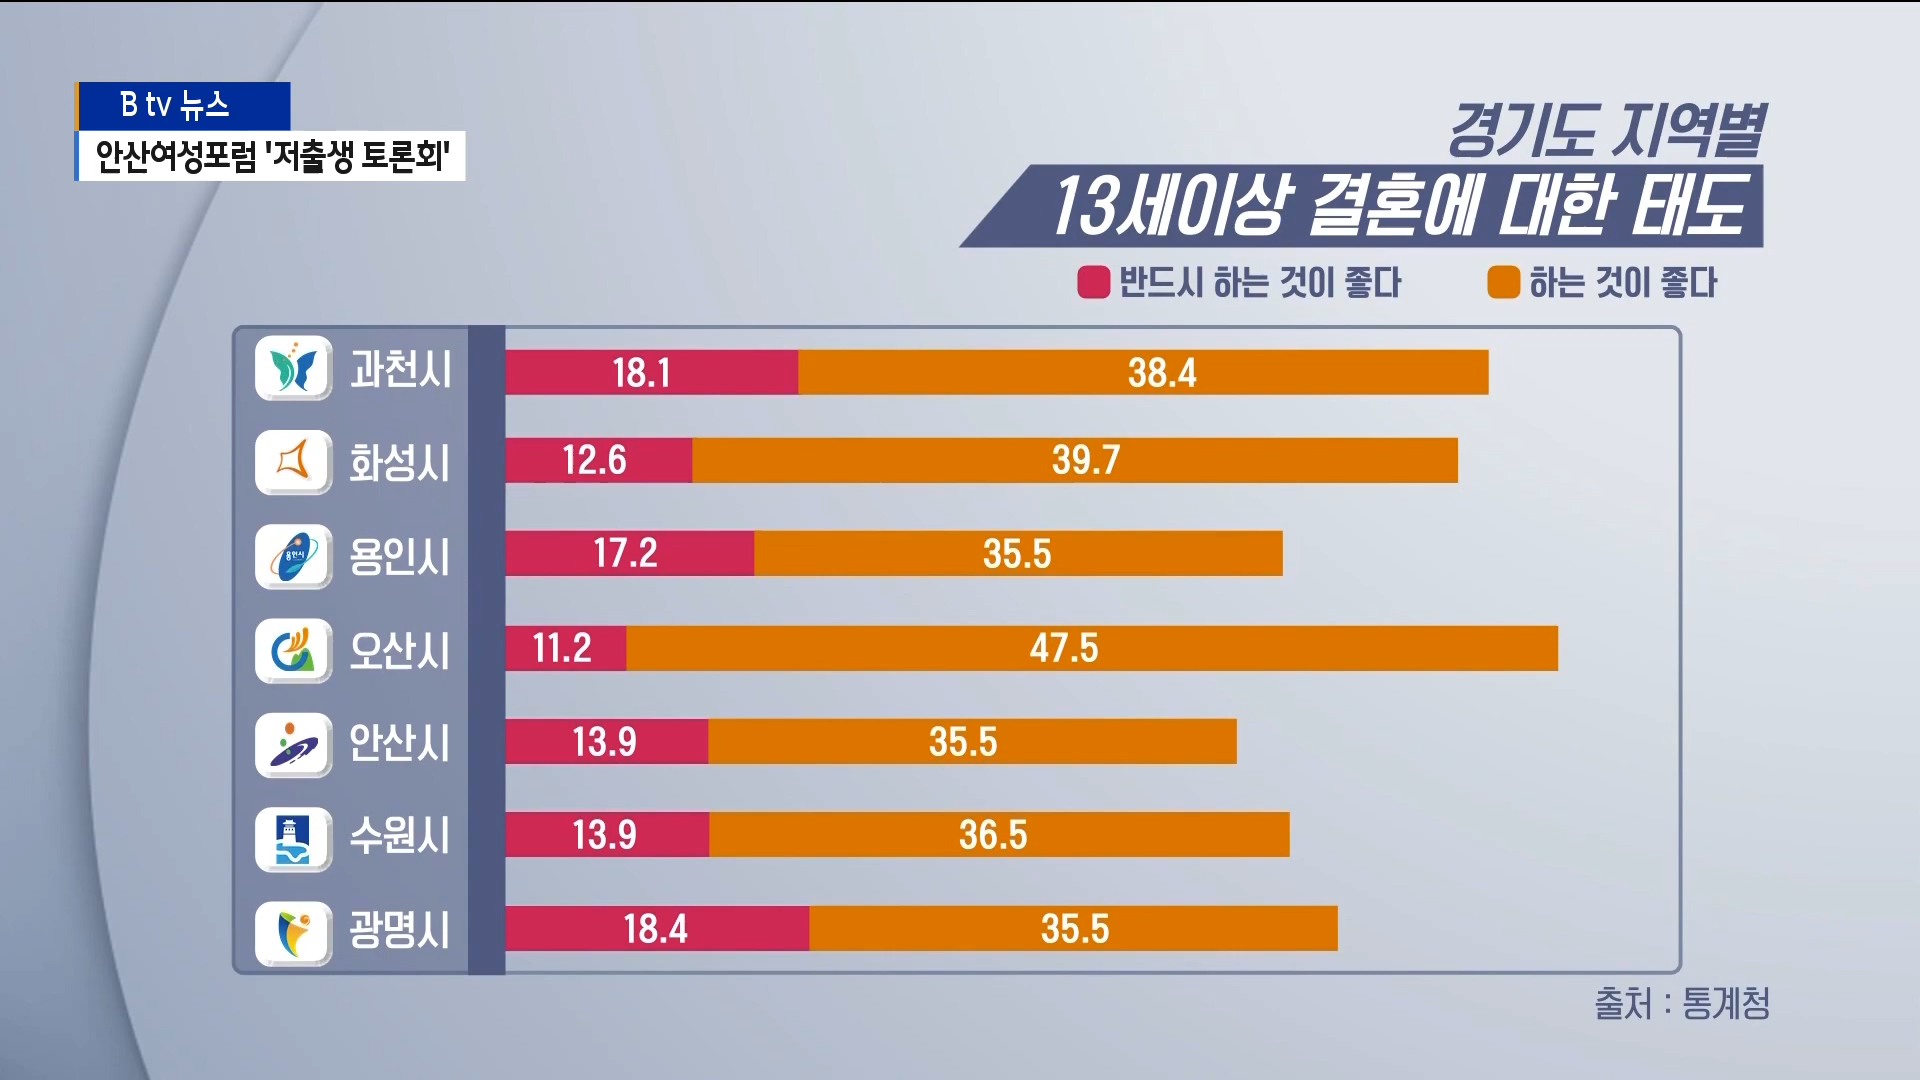 B tv 뉴스
안산여성포럼 '저출생 토론회'
경기도 지역별
13세이상 결혼에 대한 태도
반드시 하는 것이 좋다 하는 것이 좋다
과천시 18.1 38.4
화성시 12.6 39.7
용인시 용인시 17.2 35.5
오산시 11.2 47.5
안산시 13.9 35.5
수원시 13.9 36.5
광명시 18.4 35.5
출처 : 통계청